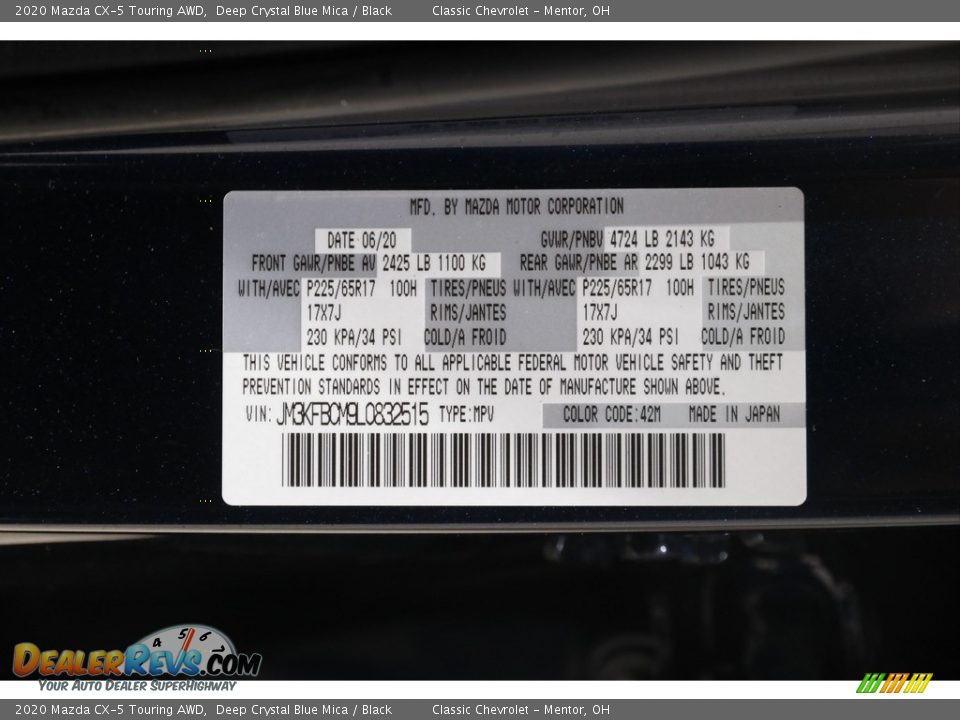 2020 Mazda CX-5 Touring AWD, Deep Crystal Blue Mica / Black Classic Chevrolet - Mentor, OH
MFD. BY MAZDA MOTOR CORPORATION
DATE 06/20 GVWR/PNBV 4724 LB 2143 KG
FRONT GAWR/PNBE AV 2425 LB 1100 KG REAR GAWR/PNBE AR 2299 LB 1043 KG
WITH/AVEC P225/65R17 100H TIRES/PNEUS WITH/AVEC P225/65R17 100H TIRES/PNEUS
17X7J RIMS/JANTES 17X7J RIMS/JANTES
230 KPA/34 PSI COLD/A FROID 230 KPA/34 PSI COLD/A FROID
THIS VEHICLE CONFORMS TO ALL APPLICABLE FEDERAL MOTOR VEHICLE SAFETY AND THEFT
PREVENTION STANDARDS IN EFFECT ON THE DATE OF MANUFACTURE SHOWN ABOVE.
VIN: JM3KFBCM9L0832515 TYPE:MPV COLOR CODE:42M MADE IN JAPAN
4 5 6
DEALERREVS.COM
YOUR AUTO DEALER SUPERHIGHWAY
2020 Mazda CX-5 Touring AWD, Deep Crystal Blue Mica / Black Classic Chevrolet - Mentor, OH